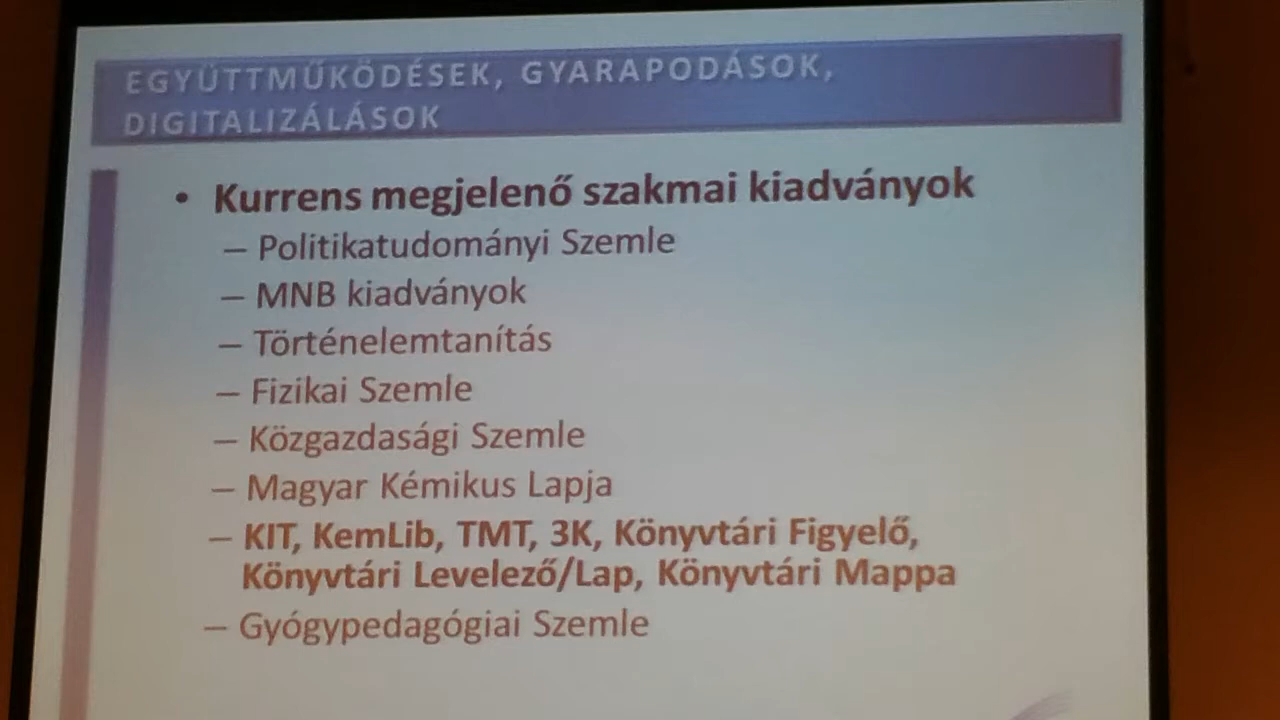 EGYÜTTMŰKÖDÉSEK, GYARAPODÁSOK,
DIGITALIZÁLÁSOK
• Kurrens megjelenő szakmai kiadványok
– Politikatudományi Szemle
– MNB kiadványok
– Történelemtanítás
– Fizikai Szemle
– Közgazdasági Szemle
– Magyar Kémikus Lapja
– KIT, KemLib, TMT, 3K, Könyvtári Figyelő,
Könyvtári Levelező/Lap, Könyvtári Mappa
– Gyógypedagógiai Szemle